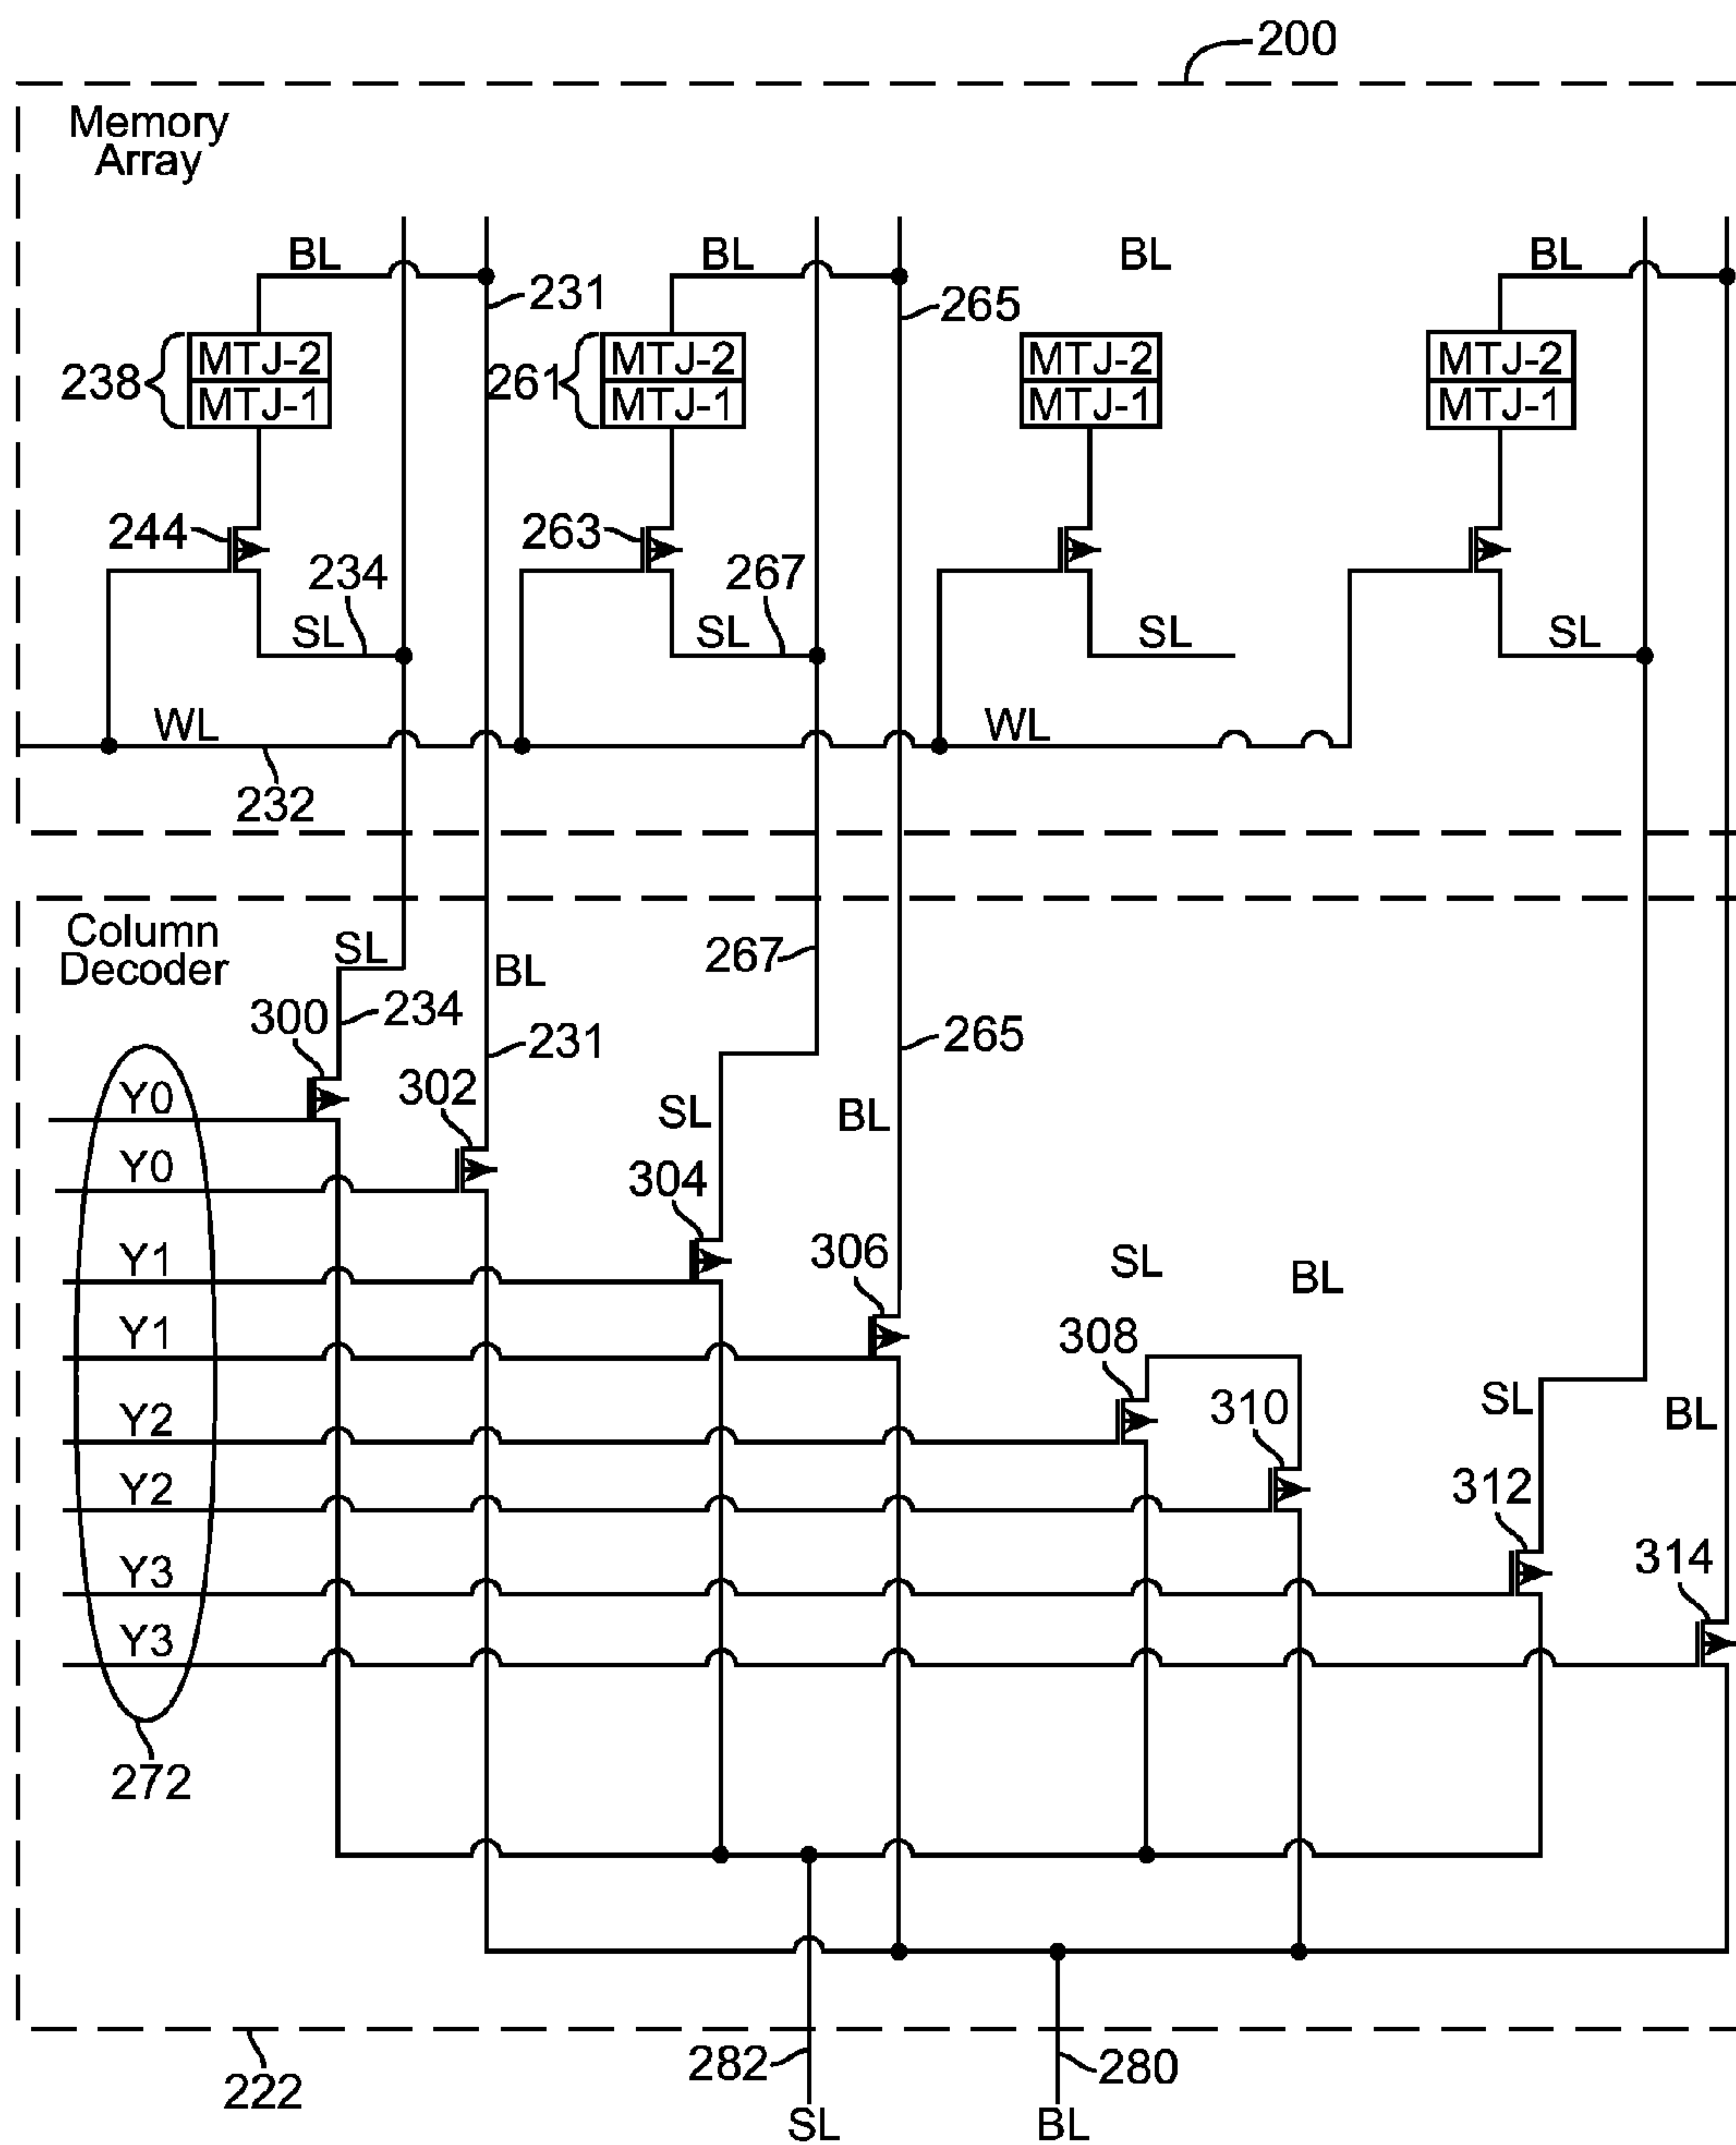 200
Memory
Array
BL
BL
BL
BL
231
265
238
MTJ-2
MTJ-1
261
MTJ-2
MTJ-1
MTJ-2
MTJ-1
MTJ-2
MTJ-1
244
263
234
267
SL
SL
SL
SL
WL
WL
232
Column
Decoder
SL
BL
267
300
234
231
265
Y0
302
SL
BL
Y0
304
Y1
306
SL
BL
Y1
308
Y2
310
SL
BL
Y2
312
Y3
314
Y3
272
282
280
222
SL
BL